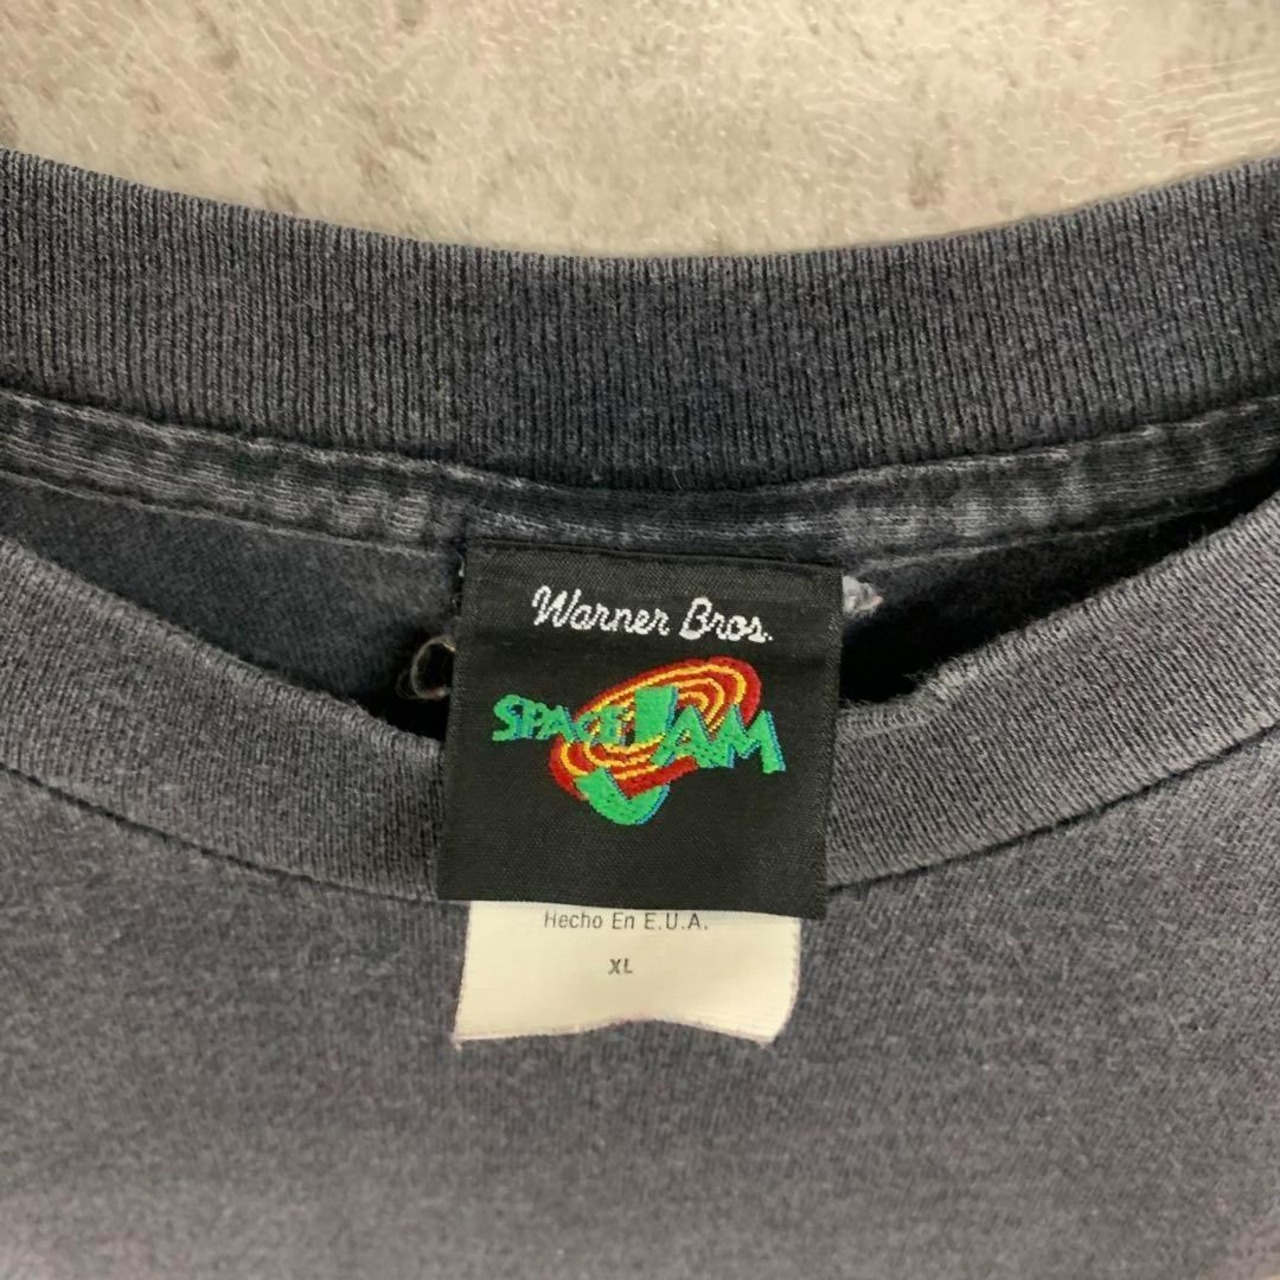 Warner Bros.
SPACE JAM
Hecho En E.U.A.
XL